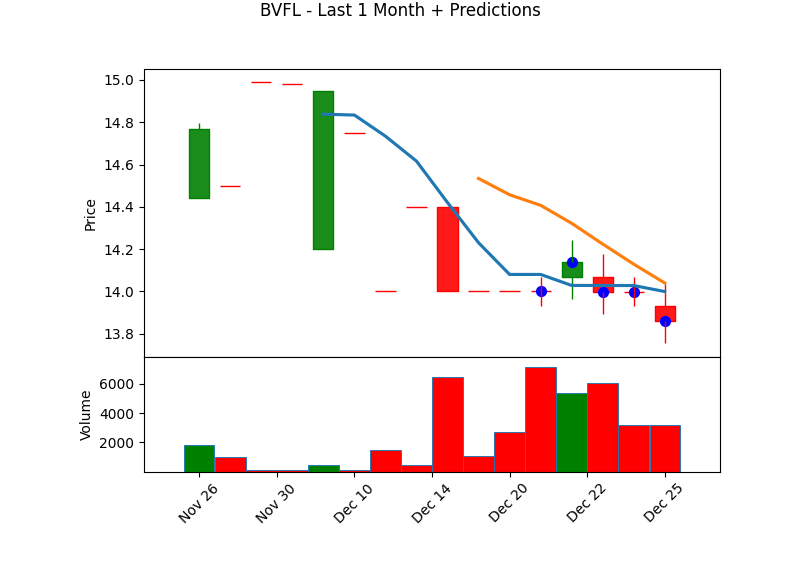 BVFL - Last 1 Month + Predictions
15.0
14.8
14.6
14.4
14.2
14.0
13.8
Price
6000
4000
2000
Volume
Nov 26
Nov 30
Dec 10
Dec 14
Dec 20
Dec 22
Dec 25